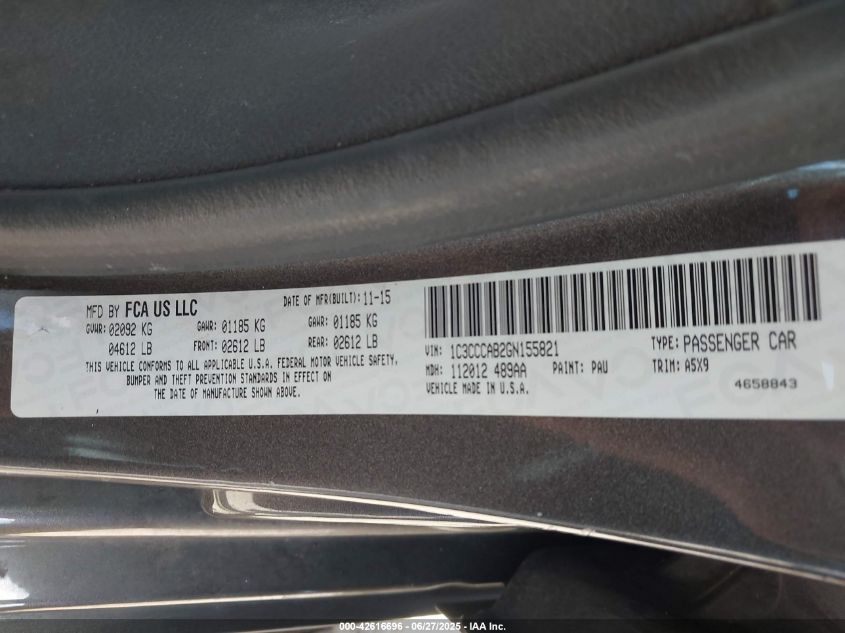 MFD BY FCA US LLC
DATE OF MFR(BUILT): 11-15
GVWR: 02092 KG GAWR: 01185 KG GAWR: 01185 KG
04612 LB FRONT: 02612 LB REAR: 02612 LB
THIS VEHICLE CONFORMS TO ALL APPLICABLE U.S.A. FEDERAL MOTOR VEHICLE SAFETY,
BUMPER AND THEFT PREVENTION STANDARDS IN EFFECT ON
THE DATE OF MANUFACTURE SHOWN ABOVE.
VIN: 1C3CCCAB2GN155821 TYPE: PASSENGER CAR
MDH: 112012 489AA PAINT: PAU TRIM: A5X9
VEHICLE MADE IN U.S.A. 4658843
000-42616696 - 06/27/2025 - IAA Inc.